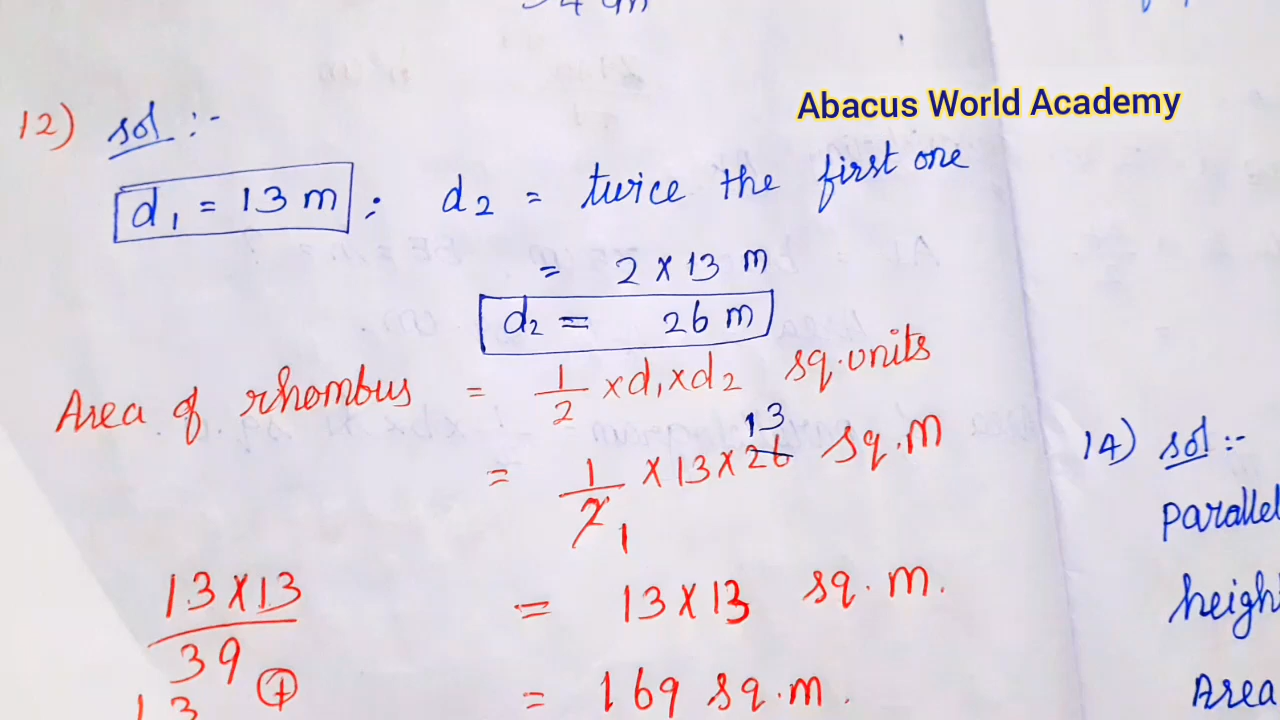 Abacus World Academy
12) sol :-
d1 = 13 m ; d2 = twice the first one
= 2 x 13 m
d2 = 26 m
Area of rhombus = 1/2 x d1 x d2 sq.units
13
= 1/2 x 13 x 26 sq.m
1
= 13 x 13 sq.m.
= 169 sq.m.
13 x 13
39
13 +
14) sol :-
parallel
heigh
Area